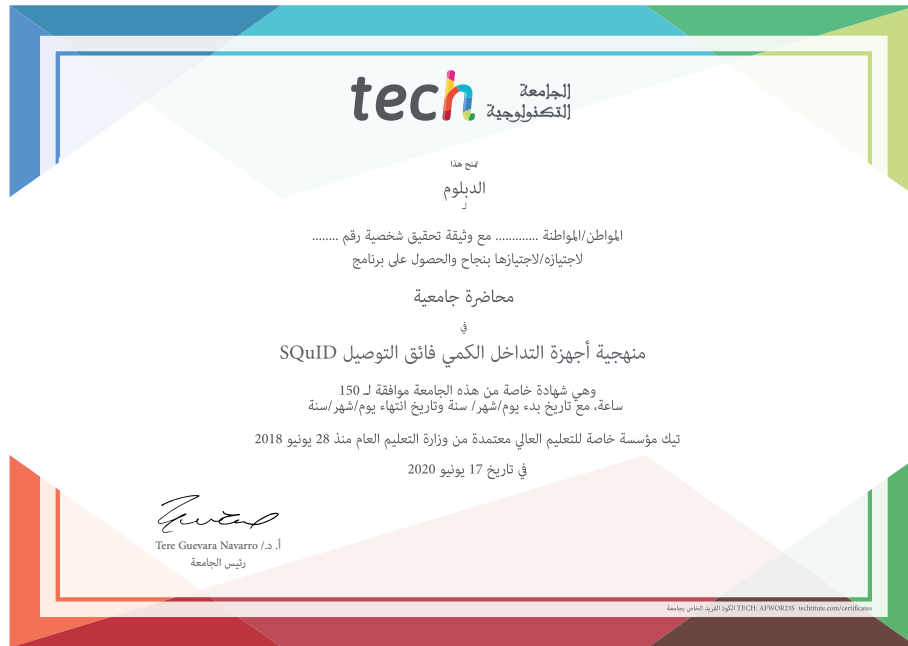 tech الجامعة
التكنولوجية
تمنح هذا
الدبلوم
لـ
المواطن/المواطنة ............. مع وثيقة تحقيق شخصية رقم ........
لاجتيازه/لاجتيازها بنجاح والحصول على برنامج
محاضرة جامعية
في
منهجية أجهزة التداخل الكمي فائق التوصيل SQuID
وهي شهادة خاصة من هذه الجامعة موافقة لـ 150
ساعة، مع تاريخ بدء يوم/شهر/ سنة وتاريخ انتهاء يوم/شهر/سنة
تيك مؤسسة خاصة للتعليم العالي معتمدة من وزارة التعليم العام منذ 28 يونيو 2018
في تاريخ 17 يونيو 2020
أ. د./ Tere Guevara Navarro
رئيس الجامعة
الكود الفريد الخاص بجامعة TECH: AFWOR23S techtitute.com/certificates